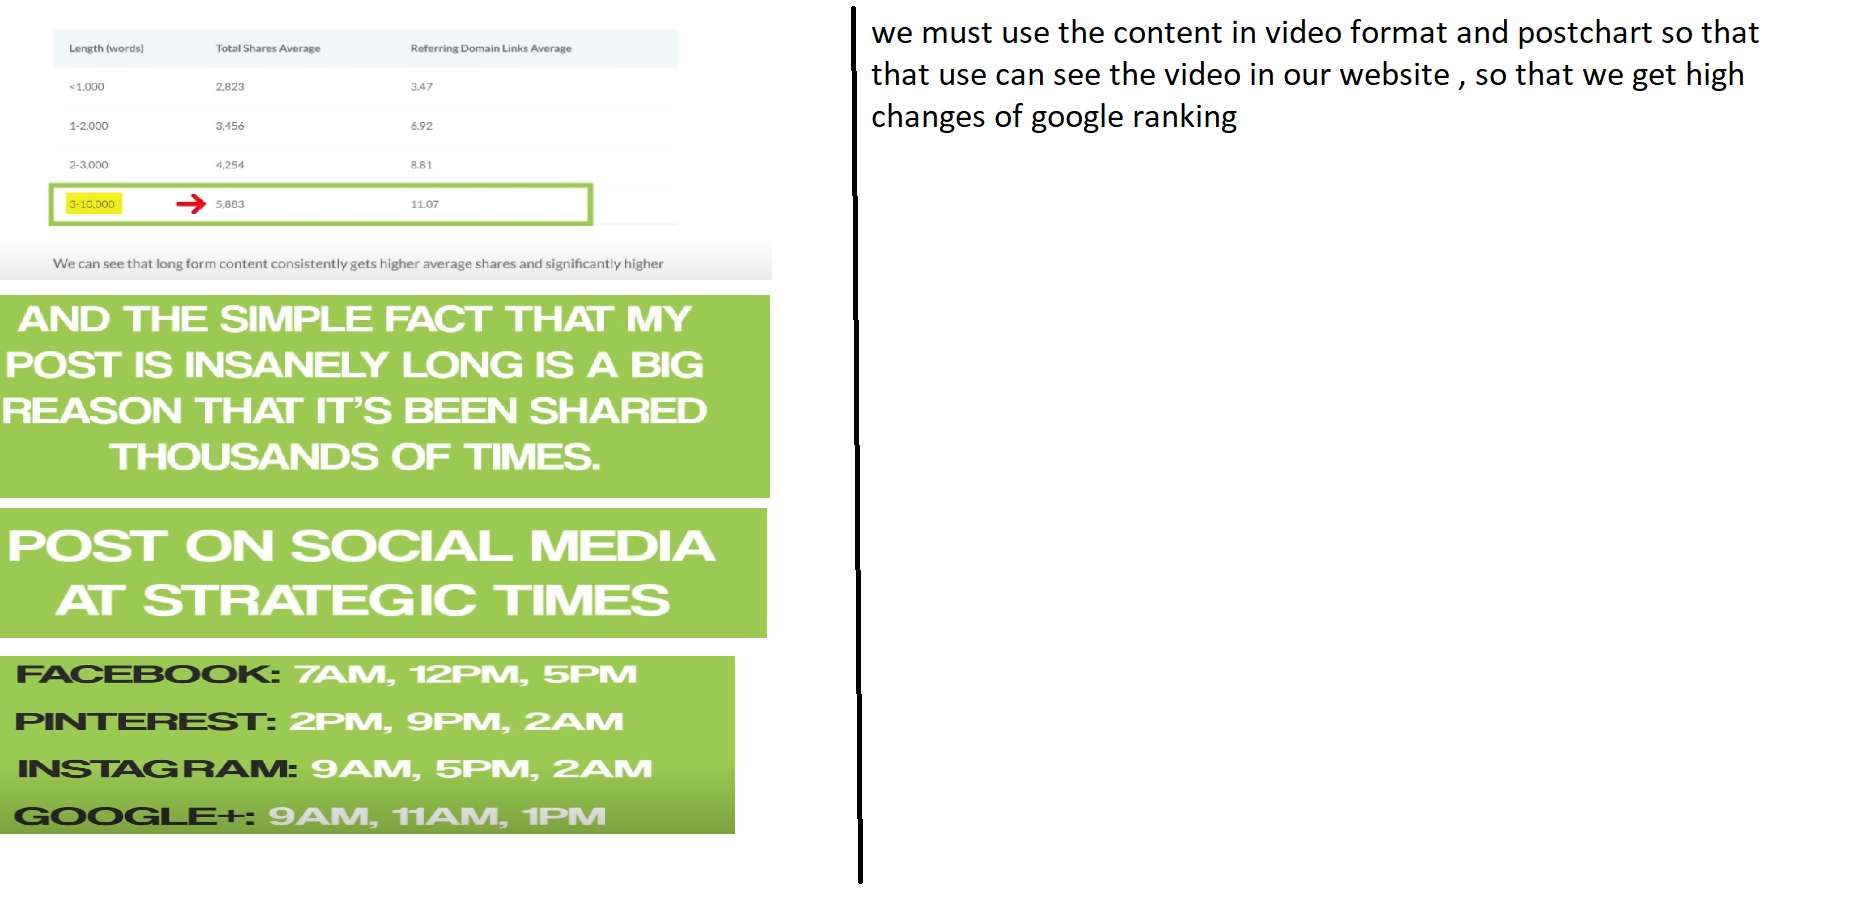 Length (words) Total Shares Average Referring Domain Links Average
<1,000 2,823 3.47
1-2,000 3,456 6.92
2-3,000 4,254 8.81
3-10,000 5,883 11.07
We can see that long form content consistently gets higher average shares and significantly higher
AND THE SIMPLE FACT THAT MY
POST IS INSANELY LONG IS A BIG
REASON THAT IT'S BEEN SHARED
THOUSANDS OF TIMES.
POST ON SOCIAL MEDIA
AT STRATEGIC TIMES
FACEBOOK: 7AM, 12PM, 5PM
PINTEREST: 2PM, 9PM, 2AM
INSTAGRAM: 9AM, 5PM, 2AM
GOOGLE+: 9AM, 11AM, 1PM
we must use the content in video format and postchart so that
that use can see the video in our website , so that we get high
changes of google ranking